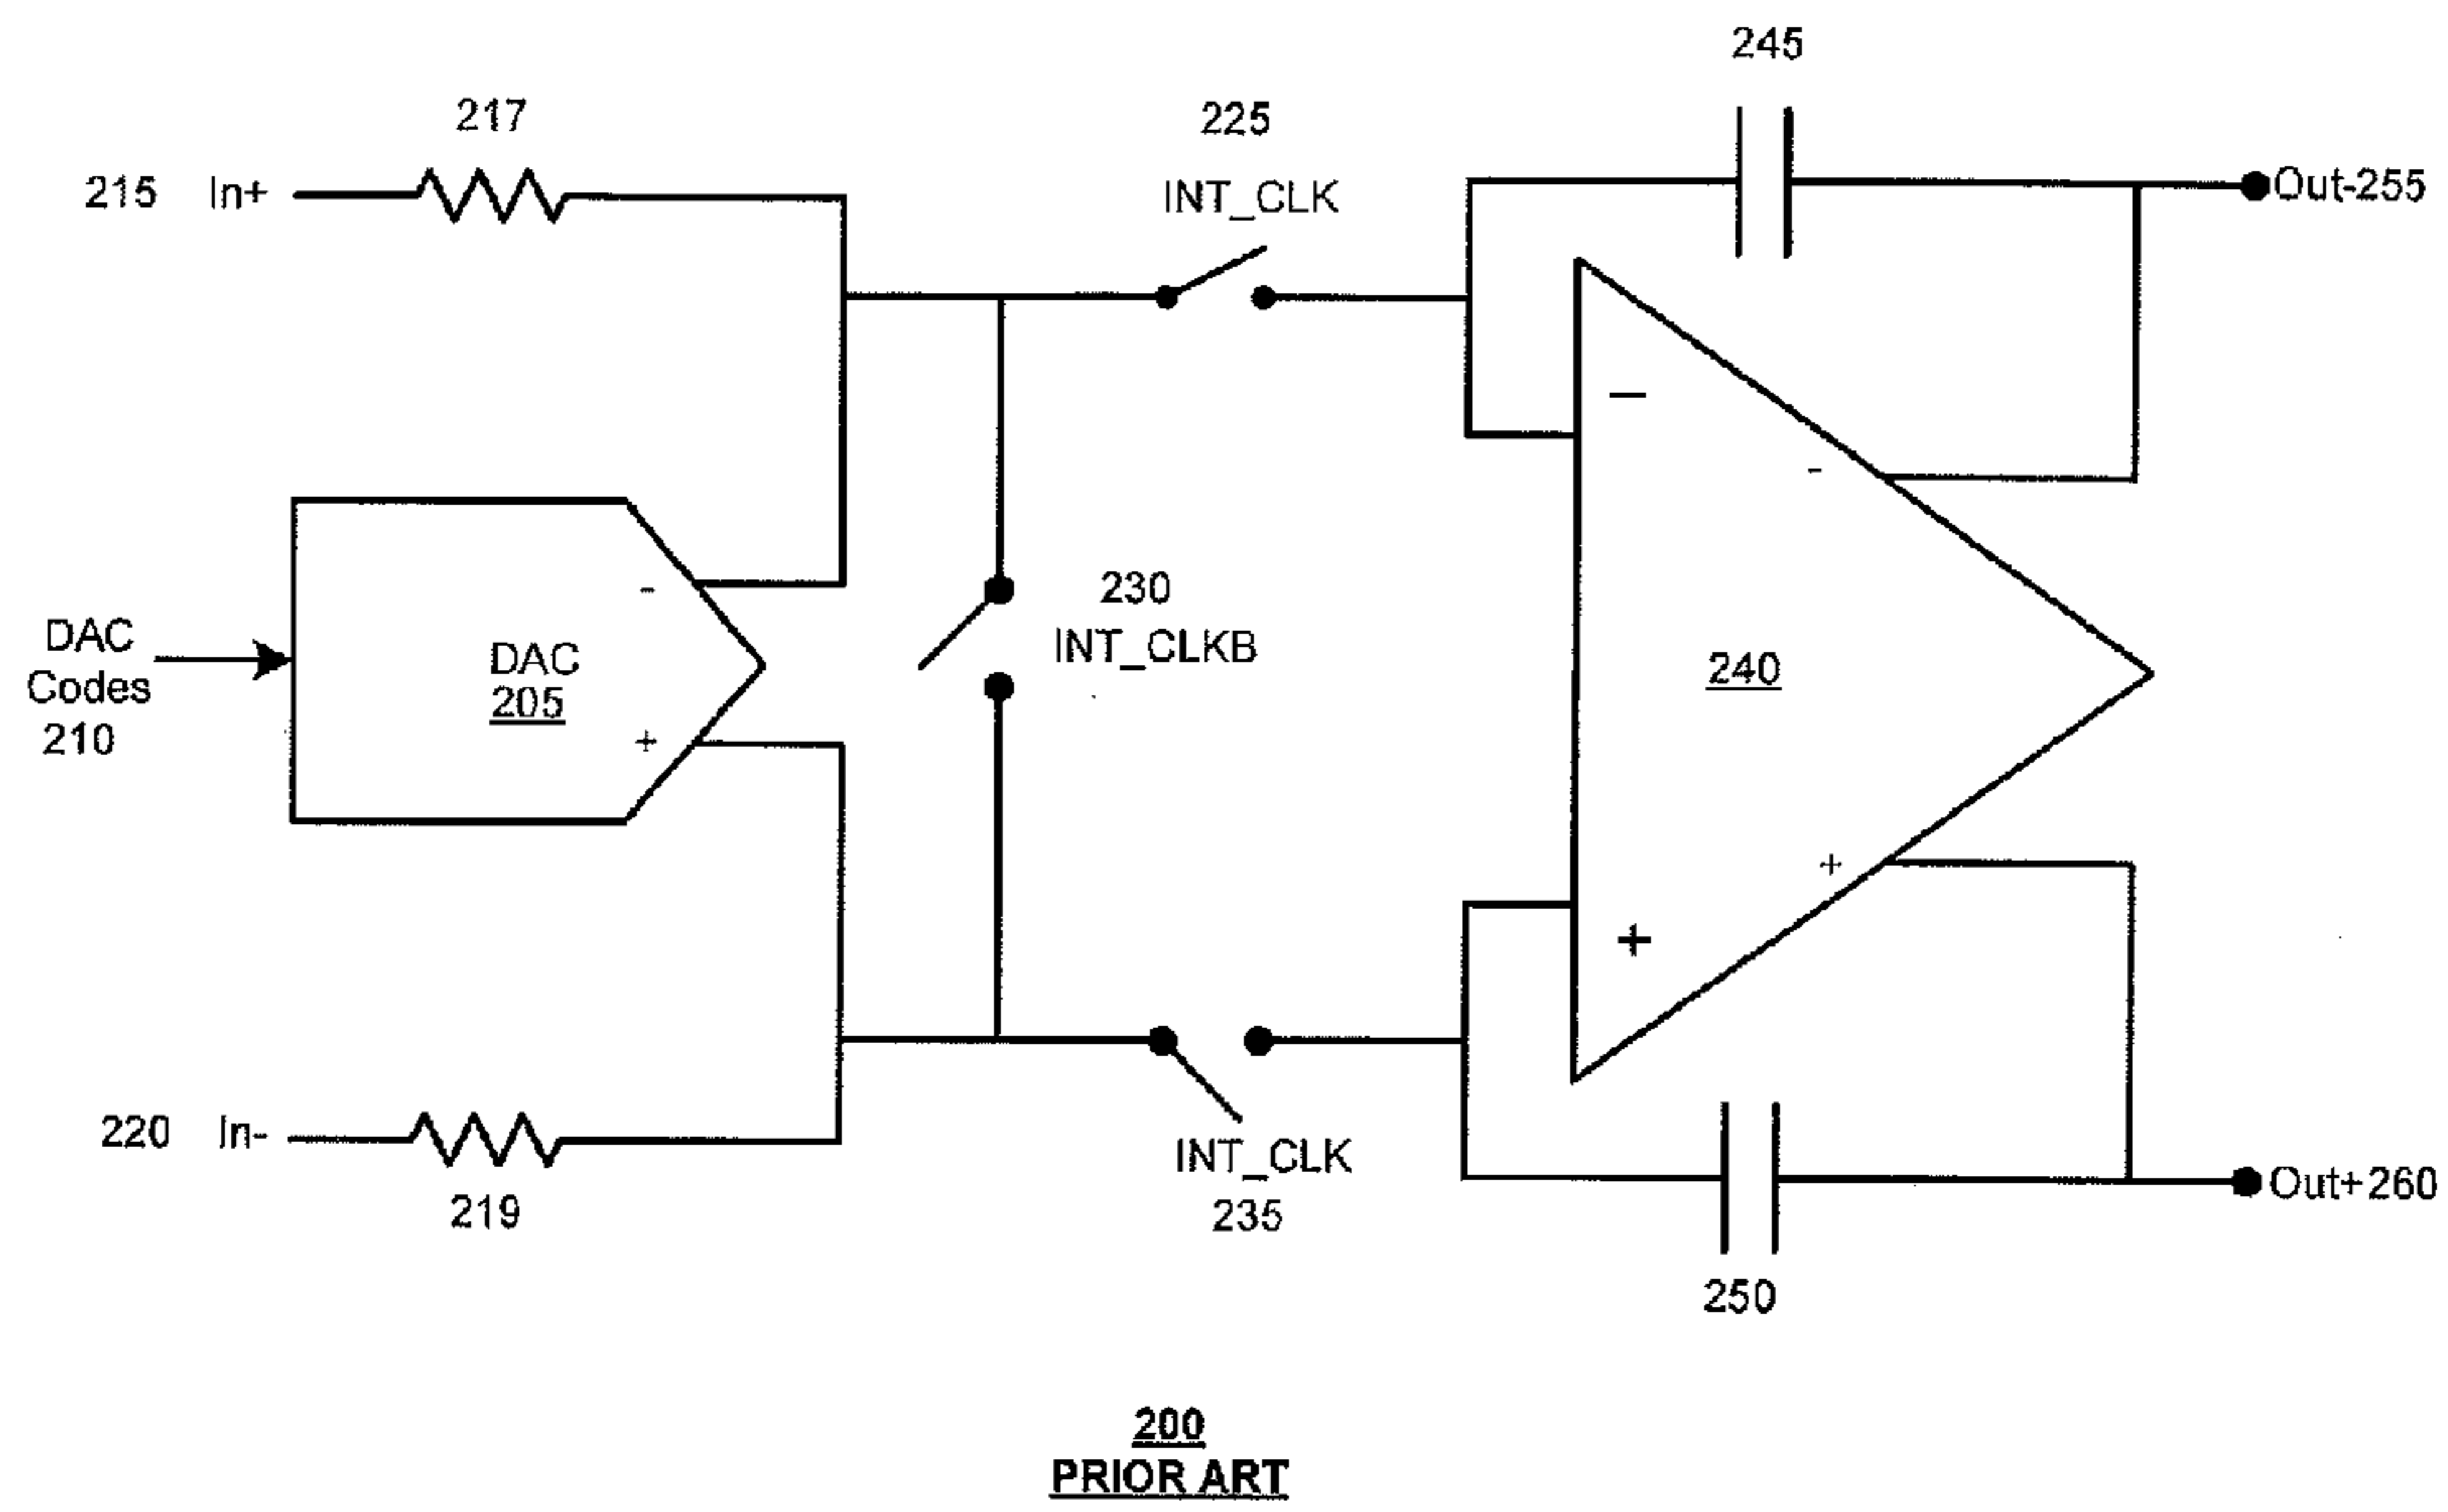 245
217
225
215 In+
INT_CLK
Out-255
-
-
-
230
INT_CLKB
DAC
Codes
210
DAC
205
240
+
+
+
220 In-
INT_CLK
235
219
Out+260
250
200
PRIOR ART